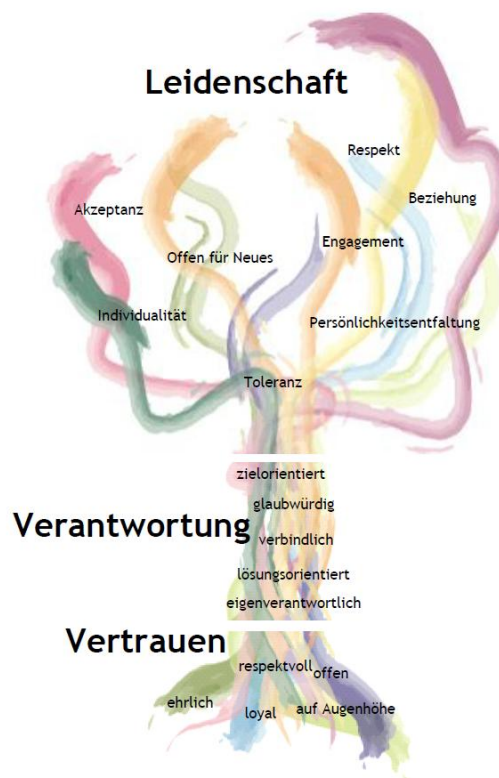 Leidenschaft
Respekt
Beziehung
Akzeptanz
Engagement
Offen für Neues
Individualität
Persönlichkeitsentfaltung
Toleranz
zielorientiert
glaubwürdig
Verantwortung
verbindlich
lösungsorientiert
eigenverantwortlich
Vertrauen
respektvoll
offen
ehrlich
loyal
auf Augenhöhe